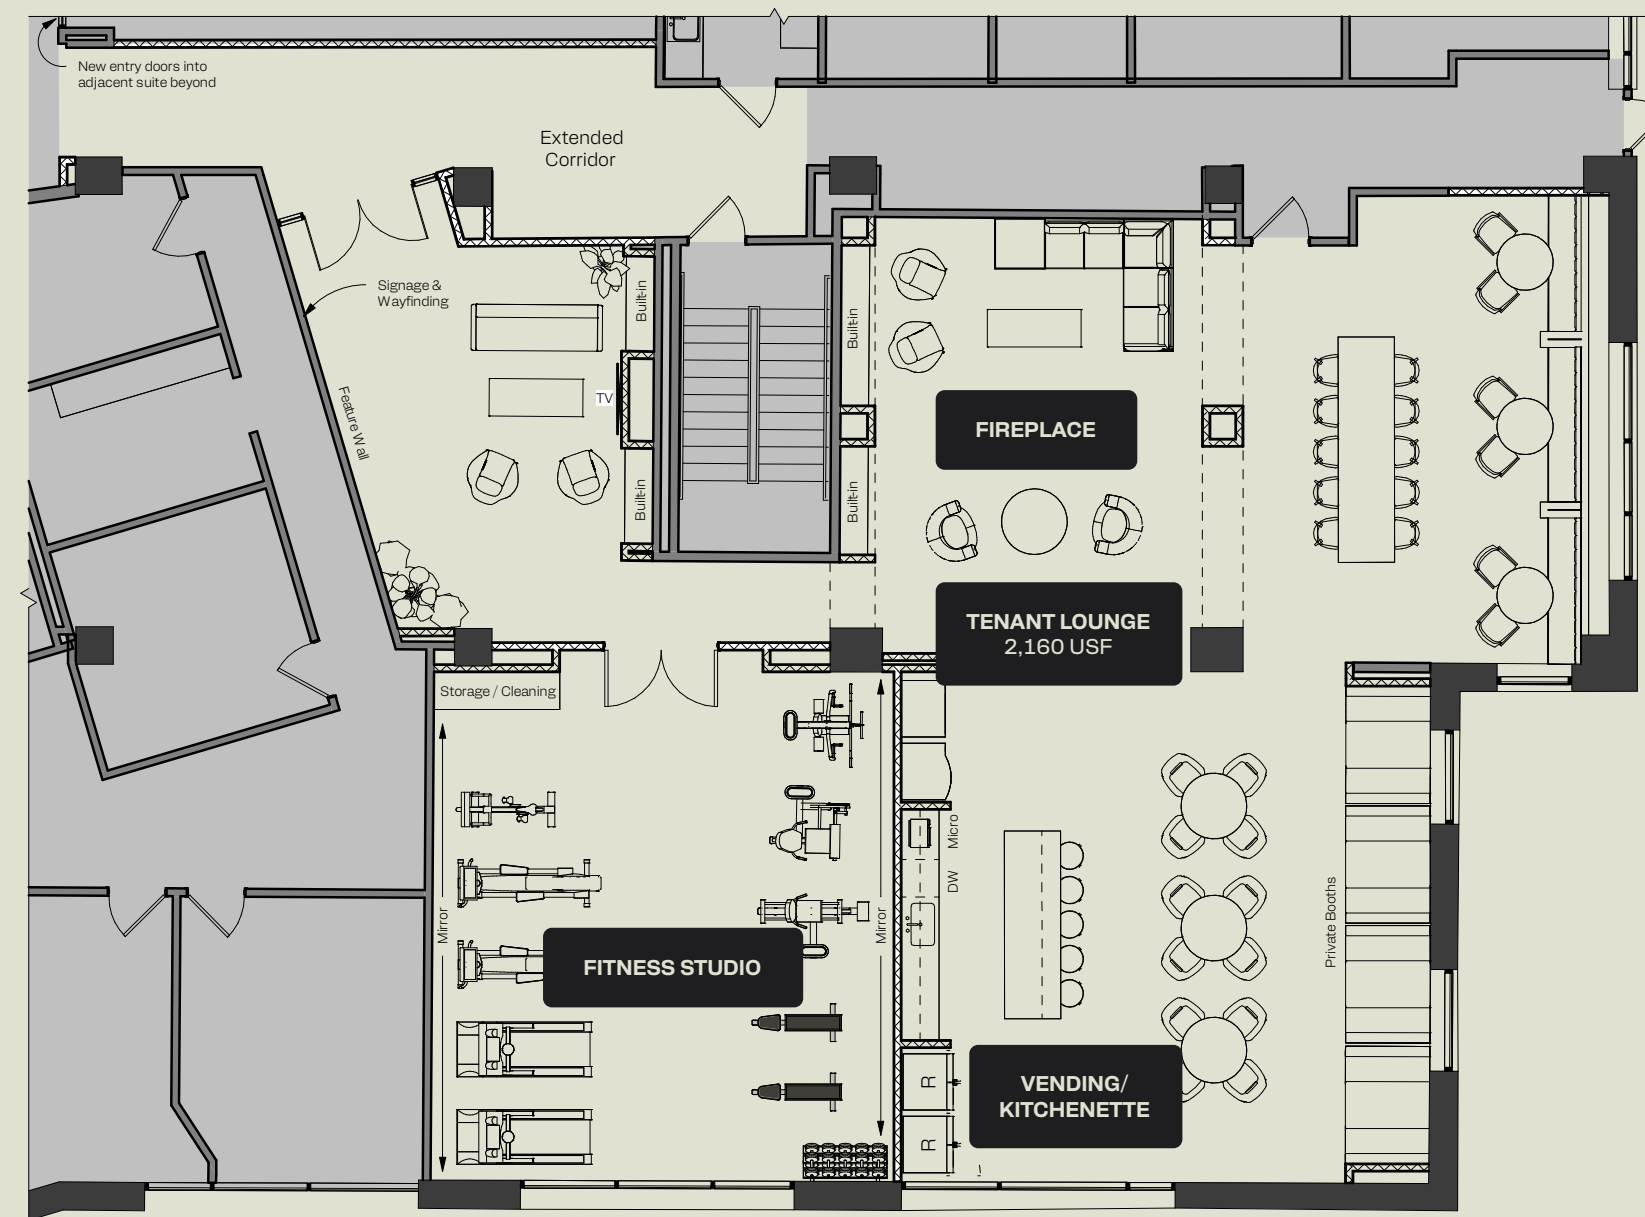 New entry doors into
adjacent suite beyond
Extended
Corridor
Signage &
Wayfinding
Built-in
Built-in
TV
Feature Wall
FIREPLACE
Built-in
Built-in
TENANT LOUNGE
2,160 USF
Storage / Cleaning
Micro
DW
Mirror
Mirror
Private Booths
FITNESS STUDIO
R
VENDING/
KITCHENETTE
R